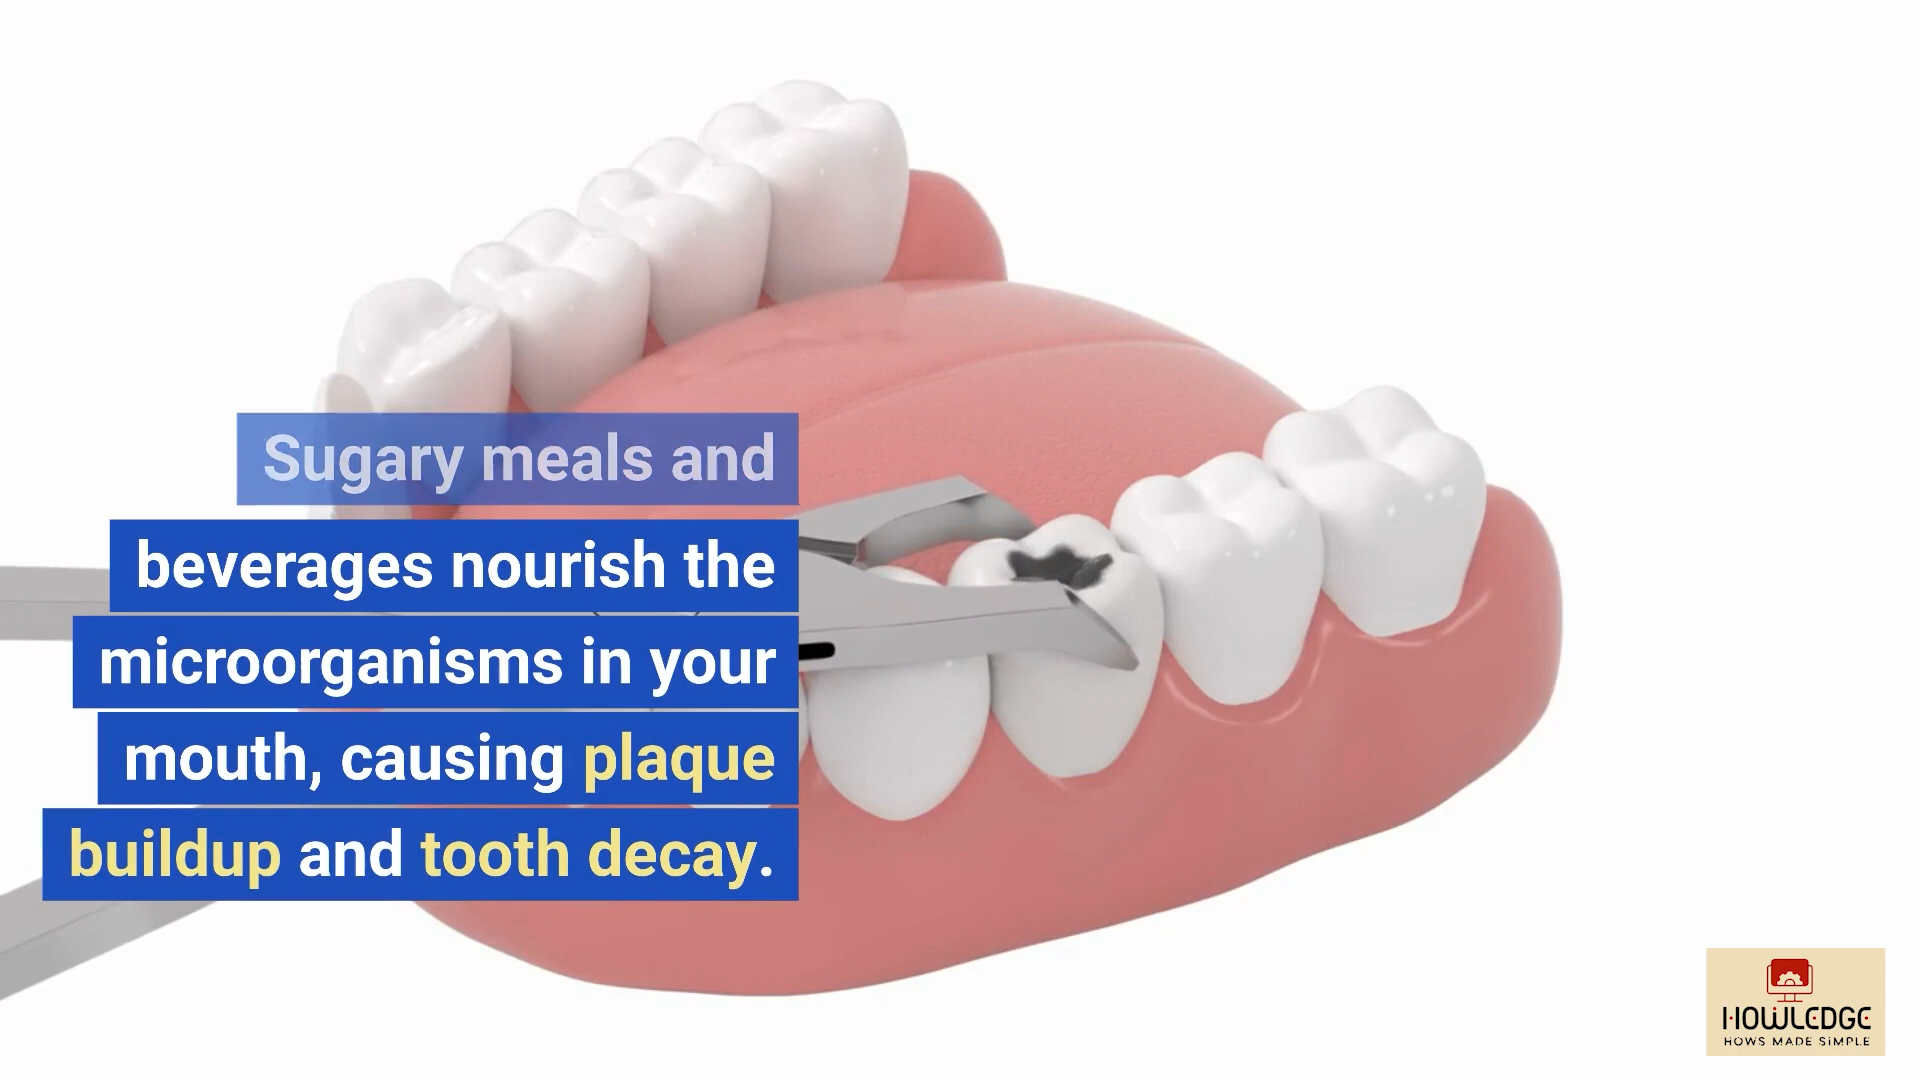 Sugary meals and
beverages nourish the
microorganisms in your
mouth, causing plaque
buildup and tooth decay.
HOWLEDGE
HOWS MADE SiMPLE